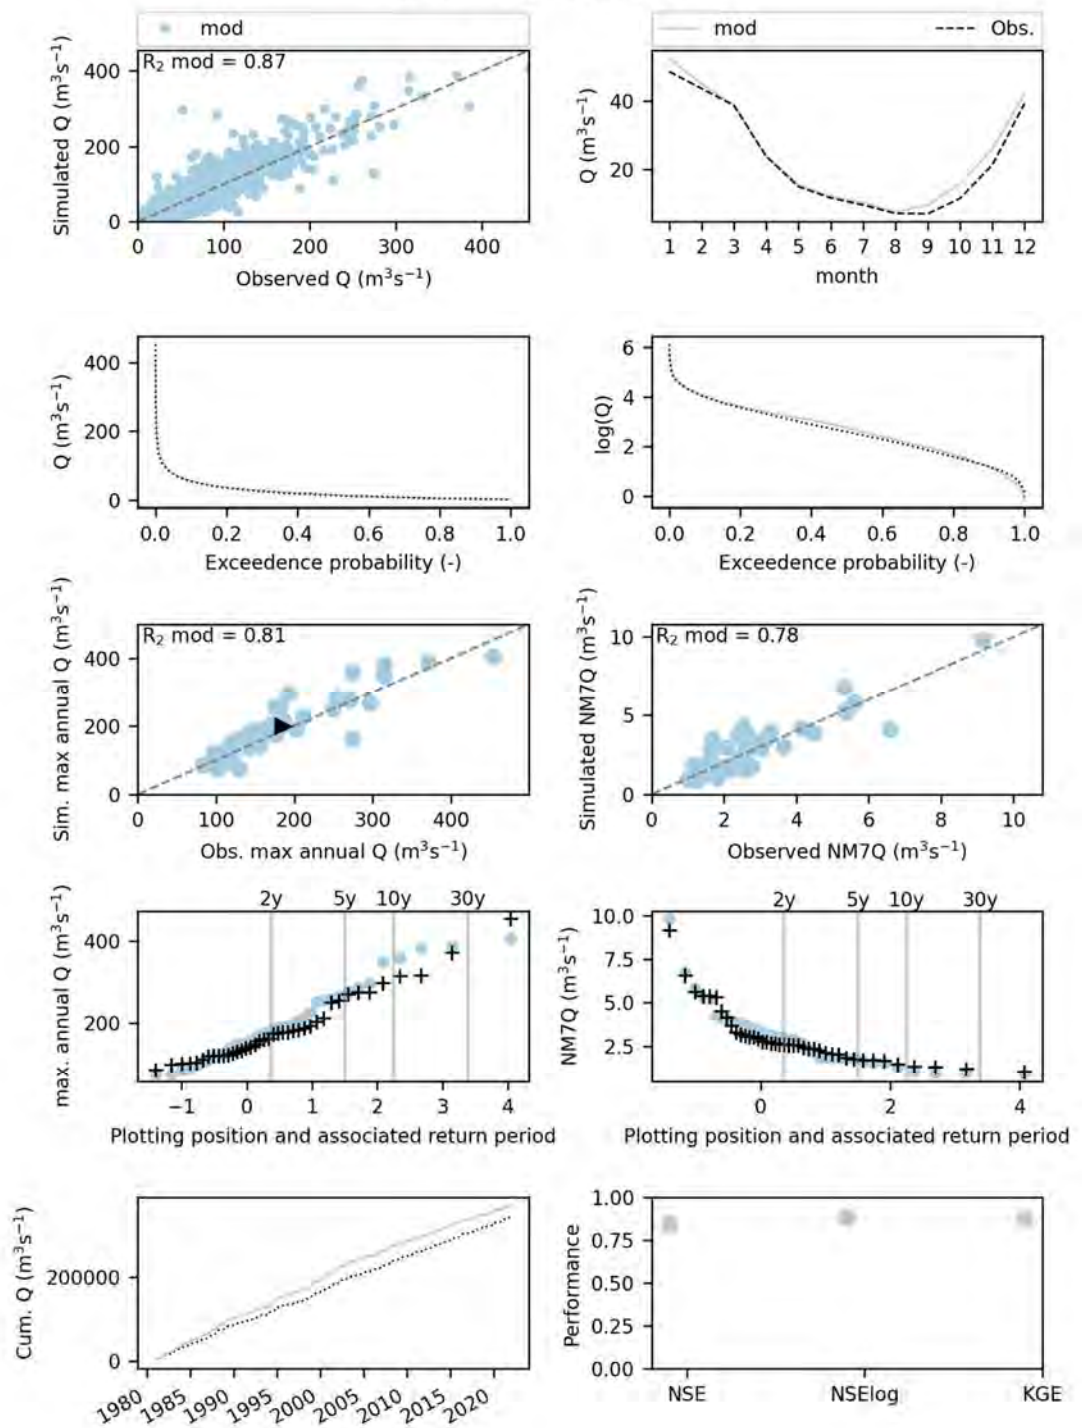 mod
mod Obs.
R₂ mod = 0.87
Simulated Q (m³s⁻¹)
400
200
0
0 100 200 300 400
Observed Q (m³s⁻¹)
Q (m³s⁻¹)
40
20
1 2 3 4 5 6 7 8 9 10 11 12
month
Q (m³s⁻¹)
400
200
0
0.0 0.2 0.4 0.6 0.8 1.0
Exceedence probability (-)
log(Q)
6
4
2
0
0.0 0.2 0.4 0.6 0.8 1.0
Exceedence probability (-)
R₂ mod = 0.81
Sim. max annual Q (m³s⁻¹)
400
200
0
100 200 300 400
Obs. max annual Q (m³s⁻¹)
R₂ mod = 0.78
Simulated NM7Q (m³s⁻¹)
10
5
0
0 2 4 6 8 10
Observed NM7Q (m³s⁻¹)
2y 5y 10y 30y
max. annual Q (m³s⁻¹)
400
200
−1 0 1 2 3 4
Plotting position and associated return period
2y 5y 10y 30y
NM7Q (m³s⁻¹)
10.0
7.5
5.0
2.5
0 2 4
Plotting position and associated return period
Cum. Q (m³s⁻¹)
200000
0
1980 1985 1990 1995 2000 2005 2010 2015 2020
Performance
1.00
0.75
0.50
0.25
0.00
NSE NSElog KGE